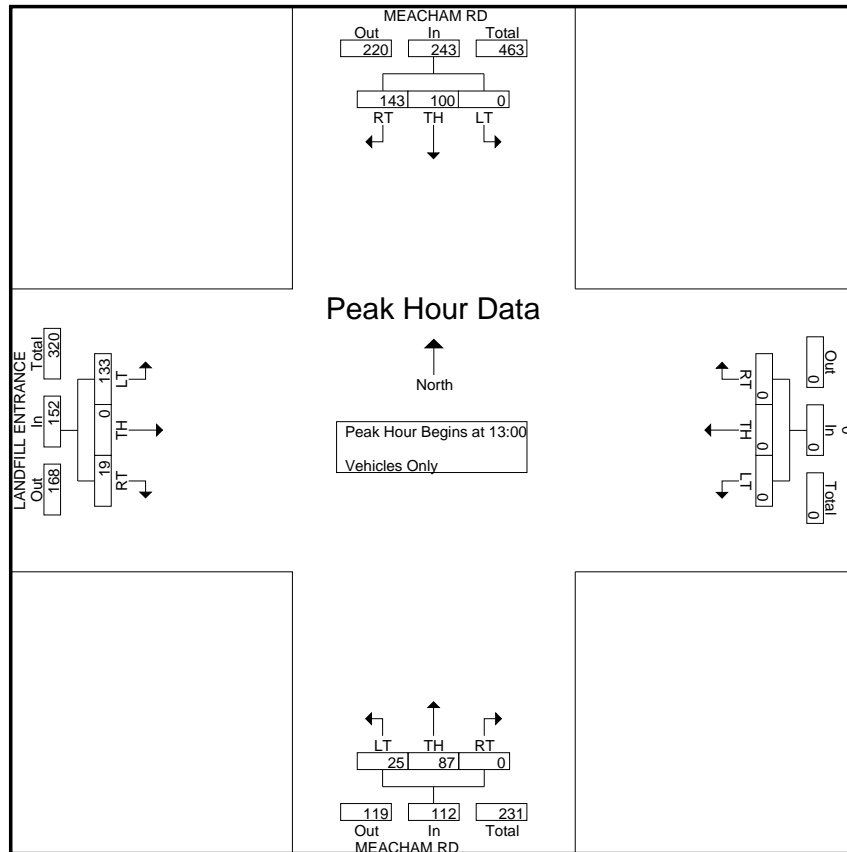 MEACHAM RD
Out In Total
220 243 463
143 100 0
RT TH LT
Peak Hour Data
North
Peak Hour Begins at 13:00
Vehicles Only
LANDFILL ENTRANCE
Out In Total
168 152 320
RT TH LT
19 0 133
Out In Total
0 0 0
RT TH LT
0 0 0
LT TH RT
25 87 0
119 112 231
Out In Total
MEACHAM RD